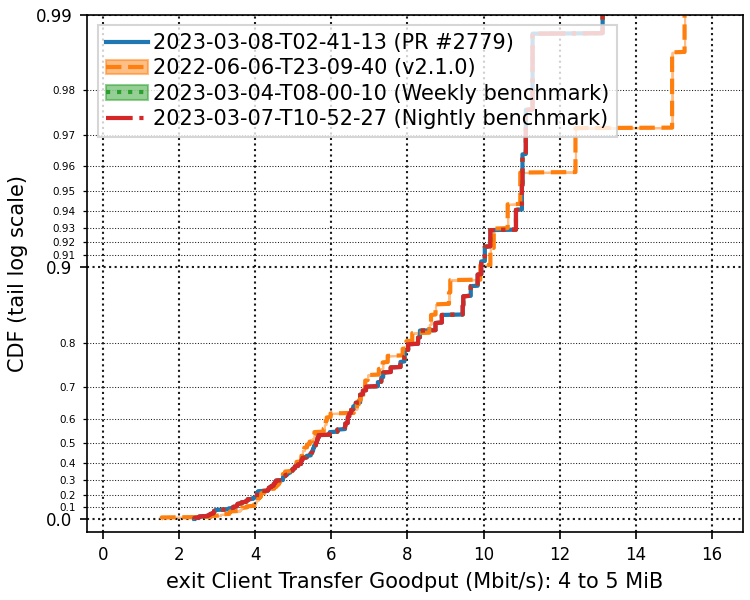 0.99
2023-03-08-T02-41-13 (PR #2779)
2022-06-06-T23-09-40 (v2.1.0)
2023-03-04-T08-00-10 (Weekly benchmark)
2023-03-07-T10-52-27 (Nightly benchmark)
0.98
0.97
0.96
0.95
0.94
0.93
0.92
0.91
0.9
0.8
0.7
0.6
0.5
0.4
0.3
0.2
0.1
0.0
CDF (tail log scale)
0 2 4 6 8 10 12 14 16
exit Client Transfer Goodput (Mbit/s): 4 to 5 MiB